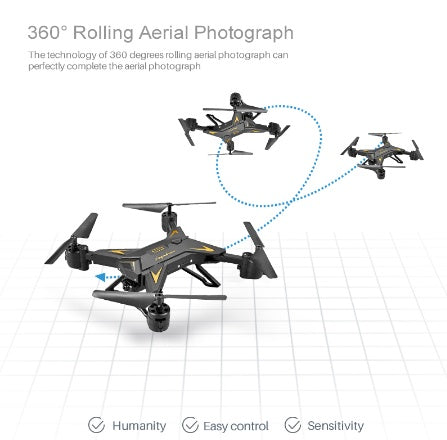 360° Rolling Aerial Photograph
The technology of 360 degrees rolling aerial photograph can
perfectly complete the aerial photograph
Humanity Easy control Sensitivity